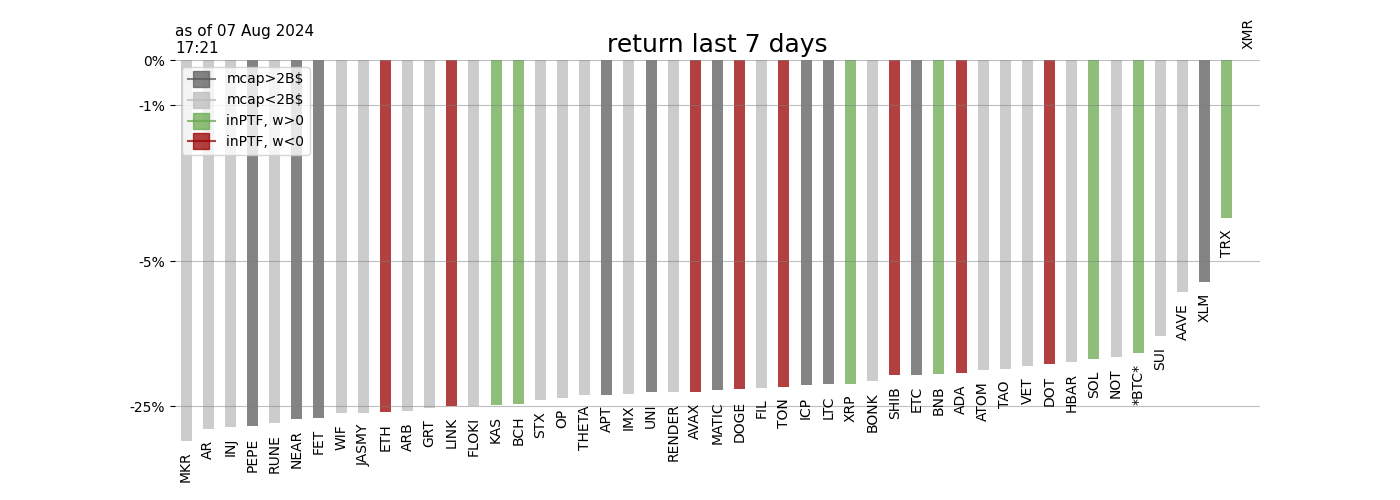 as of 07 Aug 2024
17:21
return last 7 days
XMR
0%
-1%
-5%
-25%
mcap>2B$
mcap<2B$
inPTF, w>0
inPTF, w<0
MKR
AR
INJ
PEPE
RUNE
NEAR
FET
WIF
JASMY
ETH
ARB
GRT
LINK
FLOKI
KAS
BCH
STX
OP
THETA
APT
IMX
UNI
RENDER
AVAX
MATIC
DOGE
FIL
TON
ICP
LTC
XRP
BONK
SHIB
ETC
BNB
ADA
ATOM
TAO
VET
DOT
HBAR
SOL
NOT
*BTC*
SUI
AAVE
XLM
TRX